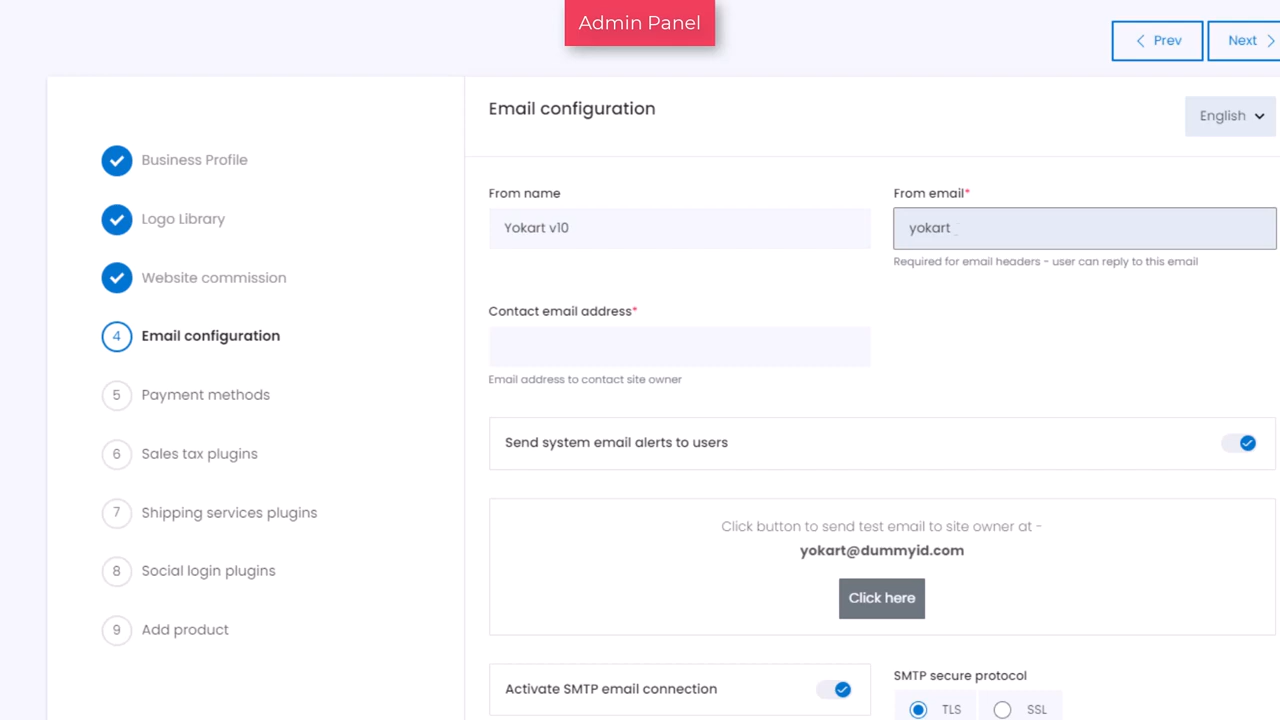 Admin Panel
Prev
Next
Email configuration
English
Business Profile
Logo Library
Website commission
4 Email configuration
5 Payment methods
6 Sales tax plugins
7 Shipping services plugins
8 Social login plugins
9 Add product
From name
Yokart v10
From email*
yokart
Required for email headers - user can reply to this email
Contact email address*
Email address to contact site owner
Send system email alerts to users
Click button to send test email to site owner at -
yokart@dummyid.com
Click here
Activate SMTP email connection
SMTP secure protocol
TLS
SSL